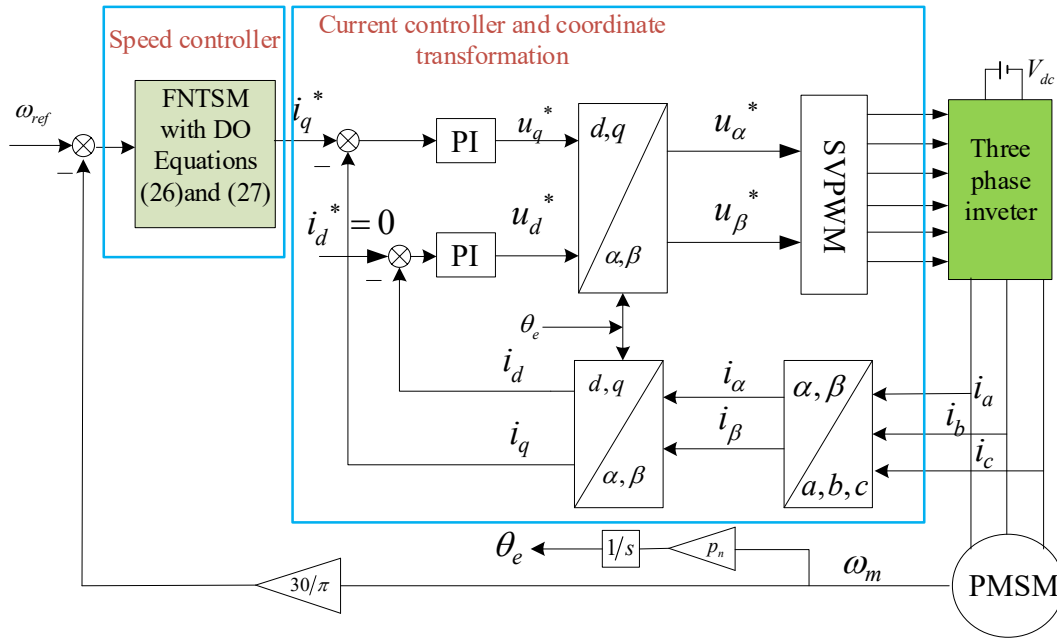 Speed controller
Current controller and coordinate
transformation
ω_ref
−
FNTSM
with DO
Equations
(26)and (27)
i_q^*
−
PI
u_q^*
d,q
α,β
u_α^*
SVPWM
V_dc
Three
phase
inveter
i_d^* = 0
−
PI
u_d^*
u_β^*
θ_e
i_d
i_q
d,q
α,β
i_α
i_β
α,β
a,b,c
i_a
i_b
i_c
θ_e
1/s
p_n
30/π
ω_m
PMSM